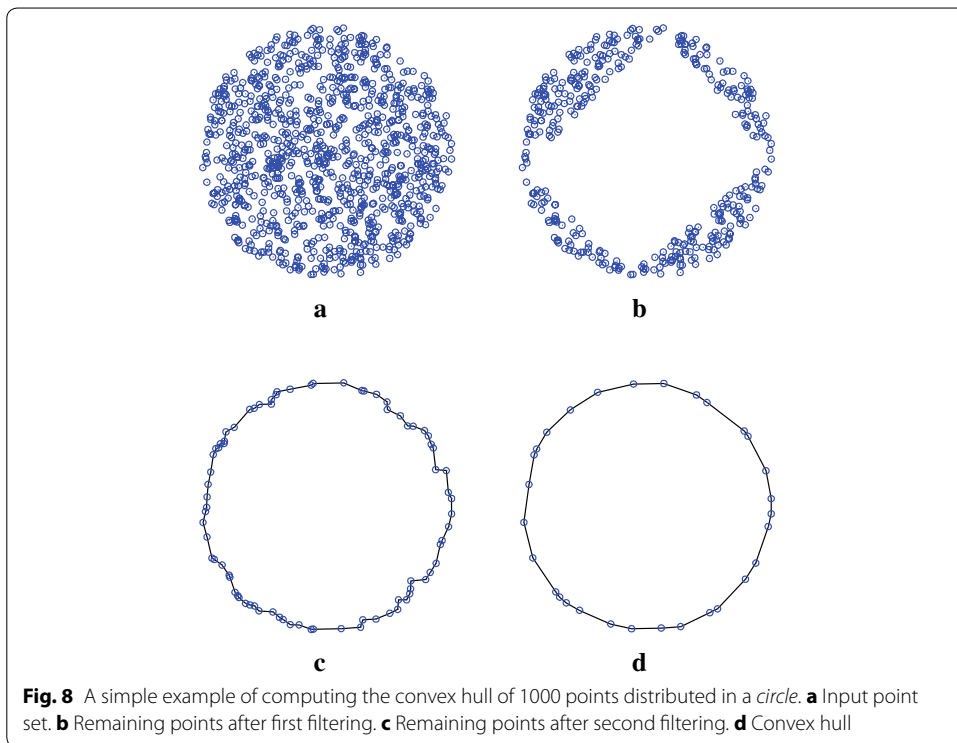 a
b
c
d
Fig. 8 A simple example of computing the convex hull of 1000 points distributed in a circle. a Input point
set. b Remaining points after first filtering. c Remaining points after second filtering. d Convex hull